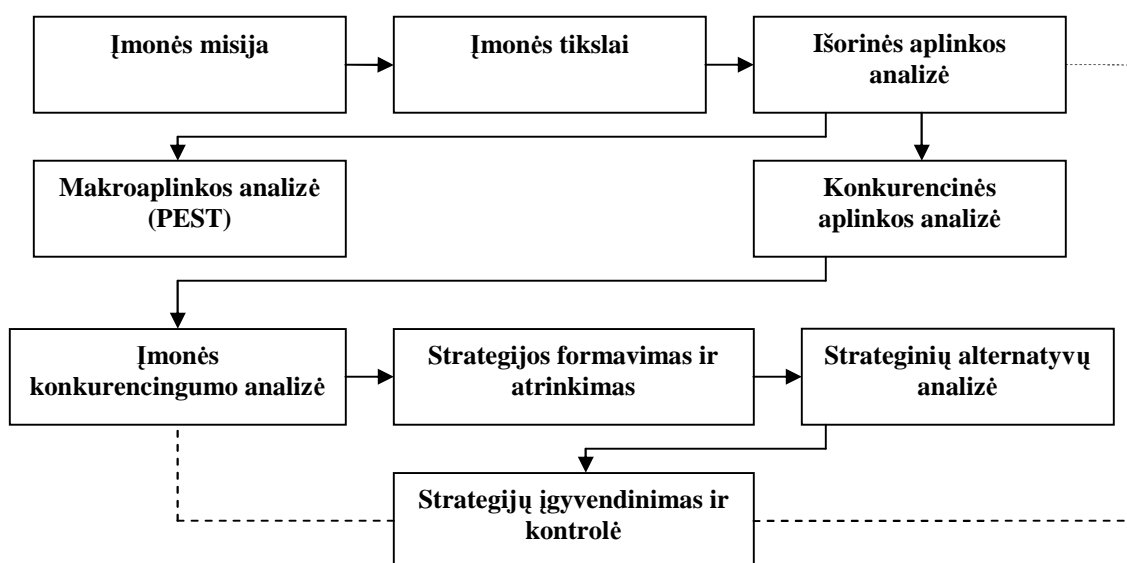 Įmonės misija
Įmonės tikslai
Išorinės aplinkos
analizė
Makroaplinkos analizė
(PEST)
Konkurencinės
aplinkos analizė
Įmonės
konkurencingumo analizė
Strategijos formavimas ir
atrinkimas
Strateginių alternatyvų
analizė
Strategijų įgyvendinimas ir
kontrolė